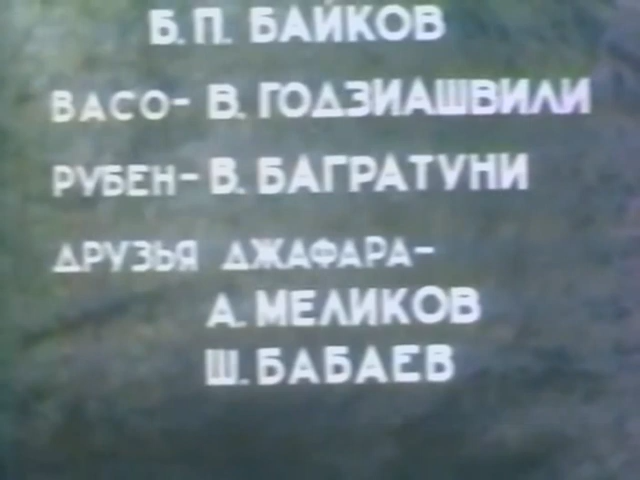 Б. П. БАЙКОВ
ВАСО – В. ГОДЗИАШВИЛИ
РУБЕН – В. БАГРАТУНИ
ДРУЗЬЯ ДЖАФАРА –
А. МЕЛИКОВ
Ш. БАБАЕВ